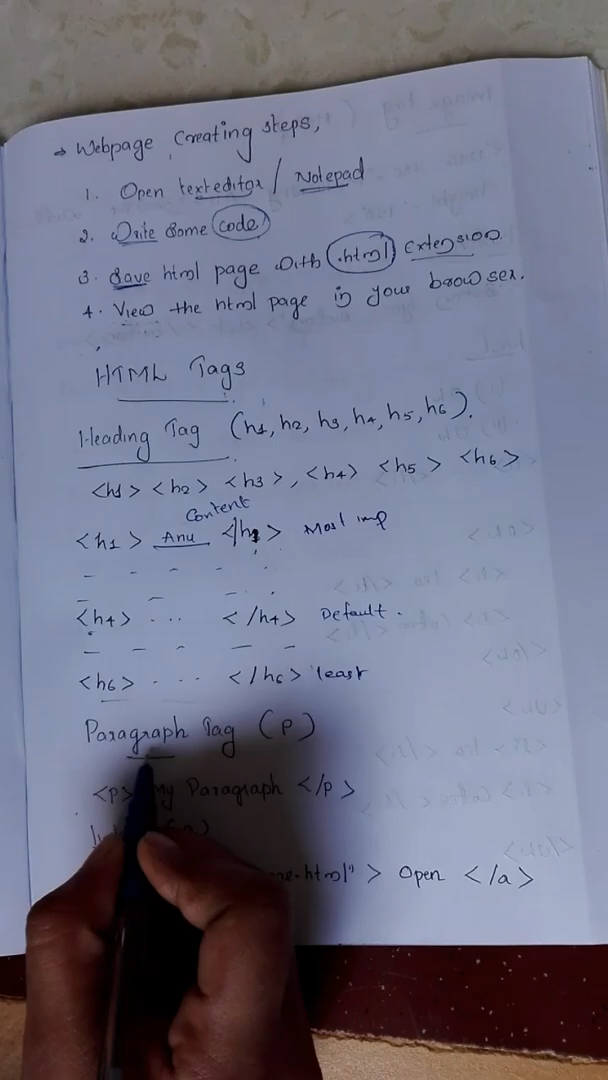 → Webpage Creating steps,
1. Open texteditor / Notepad
2. Write Some code
3. Save html page with .html extension
4. View the html page in your browser.
HTML Tags
Heading Tag (h1, h2, h3, h4, h5, h6).
<h1> <h2> <h3>, <h4> <h5> <h6>
Content
<h1> Anu </h1> Most imp
- - - - - -
<h4> ... </h4> Default.
- - - - -
<h6> ... </h6> least
Paragraph Tag (P)
<p> My Paragraph </p>
.html"> Open </a>